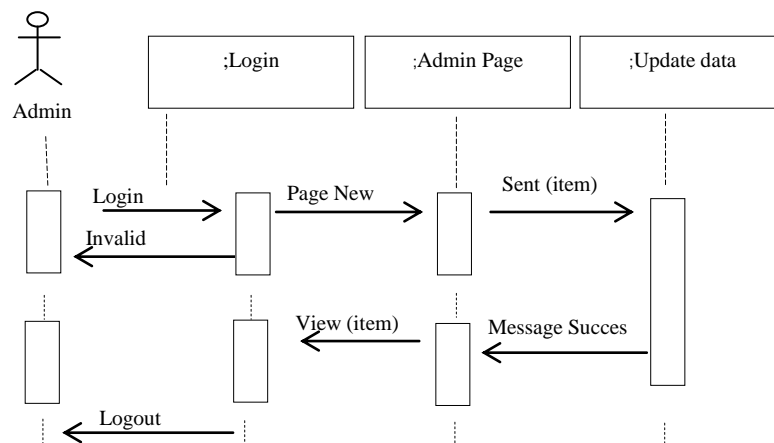 ;Login
;Admin Page
;Update data
Admin
Login
Page New
Sent (item)
Invalid
View (item)
Message Succes
Logout